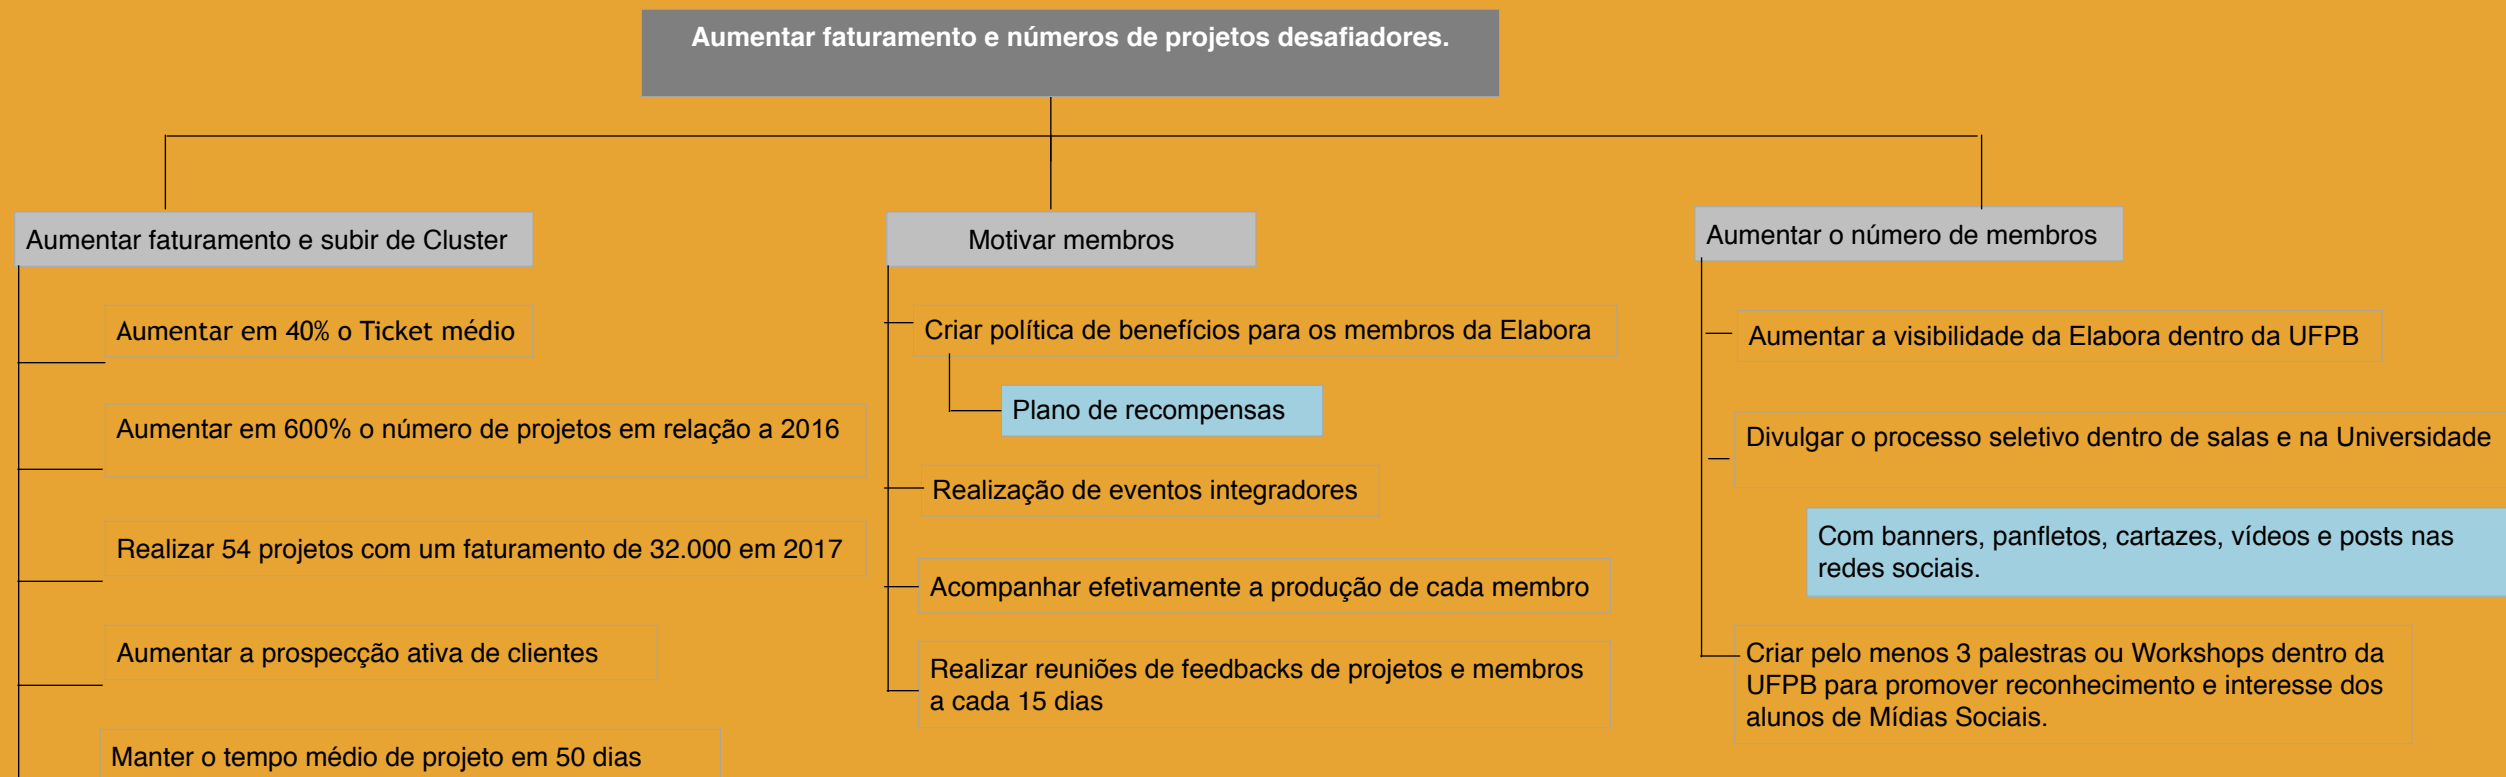 Aumentar faturamento e números de projetos desafiadores.
Aumentar faturamento e subir de Cluster
Aumentar em 40% o Ticket médio
Aumentar em 600% o número de projetos em relação a 2016
Realizar 54 projetos com um faturamento de 32.000 em 2017
Aumentar a prospecção ativa de clientes
Manter o tempo médio de projeto em 50 dias
Motivar membros
Criar política de benefícios para os membros da Elabora
Plano de recompensas
Realização de eventos integradores
Acompanhar efetivamente a produção de cada membro
Realizar reuniões de feedbacks de projetos e membros
a cada 15 dias
Aumentar o número de membros
Aumentar a visibilidade da Elabora dentro da UFPB
Divulgar o processo seletivo dentro de salas e na Universidade
Com banners, panfletos, cartazes, vídeos e posts nas
redes sociais.
Criar pelo menos 3 palestras ou Workshops dentro da
UFPB para promover reconhecimento e interesse dos
alunos de Mídias Sociais.